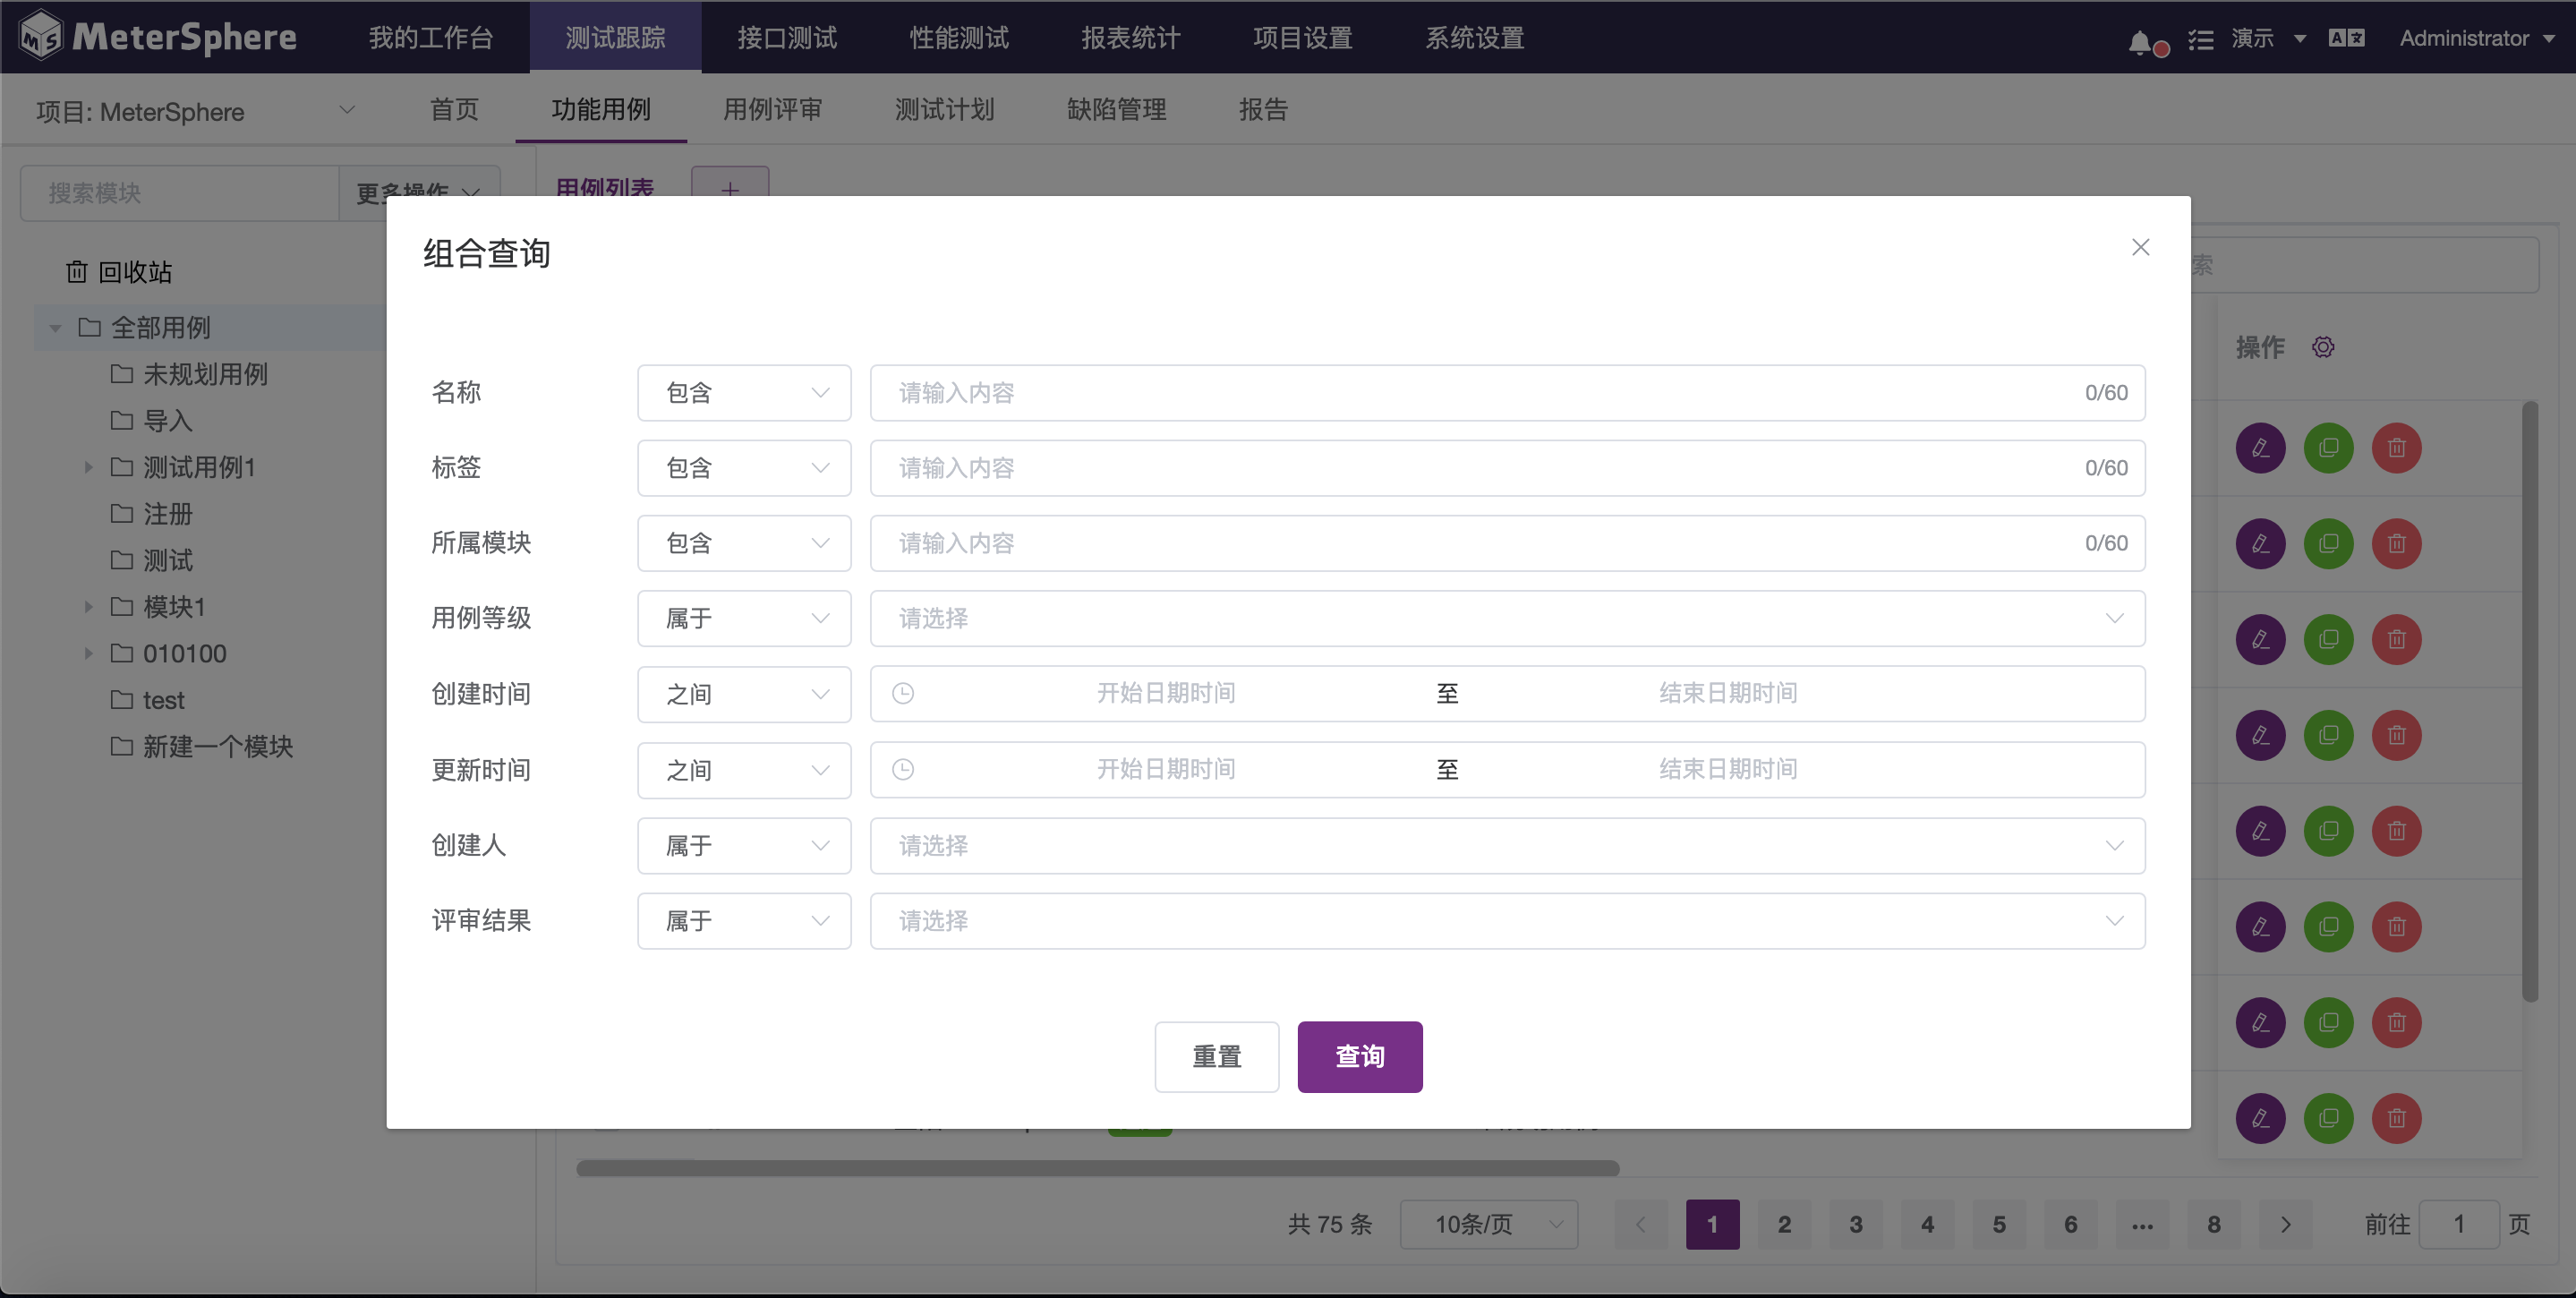 MeterSphere 我的工作台 测试跟踪 接口测试 性能测试 报表统计 项目设置 系统设置 演示 Administrator
项目: MeterSphere 首页 功能用例 用例评审 测试计划 缺陷管理 报告
搜索模块 更多操作 用例列表 +
回收站
全部用例
未规划用例
导入
测试用例1
注册
测试
模块1
010100
test
新建一个模块
组合查询
索
操作
名称 包含 请输入内容 0/60
标签 包含 请输入内容 0/60
所属模块 包含 请输入内容 0/60
用例等级 属于 请选择
创建时间 之间 开始日期时间 至 结束日期时间
更新时间 之间 开始日期时间 至 结束日期时间
创建人 属于 请选择
评审结果 属于 请选择
重置 查询
共 75 条 10条/页 1 2 3 4 5 6 ... 8 前往 1 页